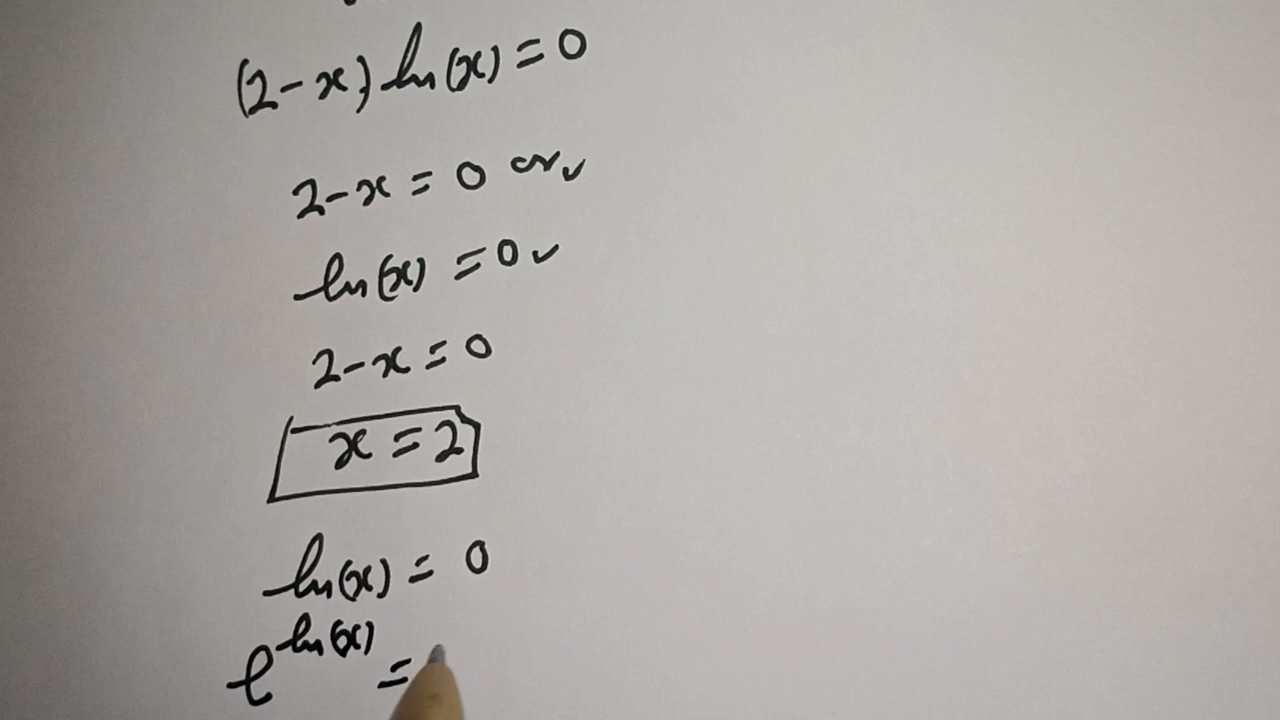 (2-x) ln(x) = 0
2-x = 0 or ✓
ln(x) = 0 ✓
2-x = 0
x = 2
ln(x) = 0
e^ln(x) =